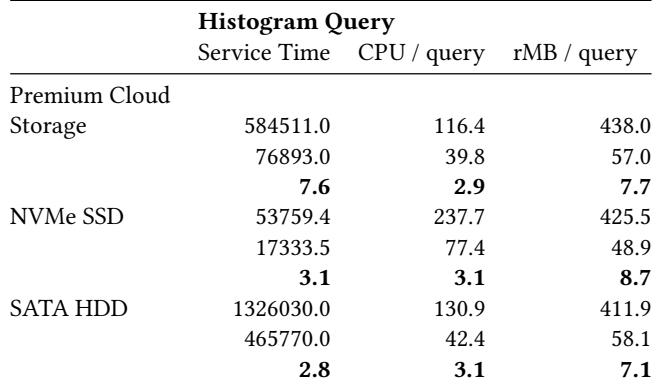 Histogram Query
Service Time CPU / query rMB / query
Premium Cloud
Storage 584511.0 116.4 438.0
76893.0 39.8 57.0
7.6 2.9 7.7
NVMe SSD 53759.4 237.7 425.5
17333.5 77.4 48.9
3.1 3.1 8.7
SATA HDD 1326030.0 130.9 411.9
465770.0 42.4 58.1
2.8 3.1 7.1